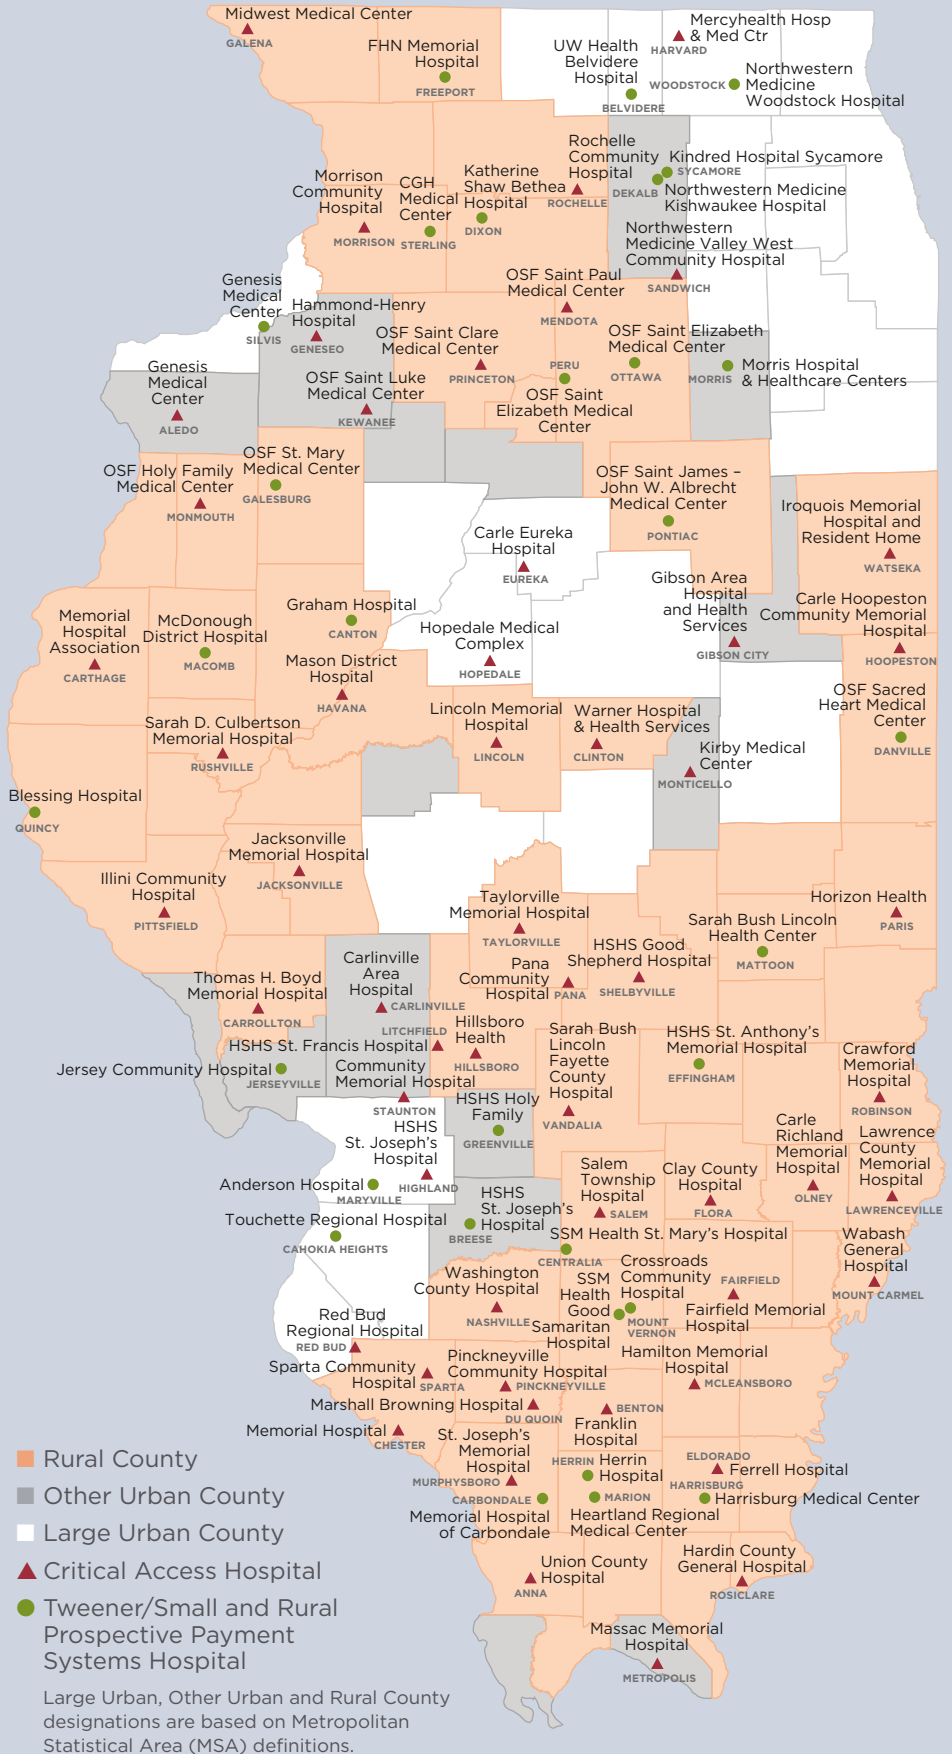 Midwest Medical Center
GALENA
FHN Memorial
Hospital
FREEPORT
UW Health
Belvidere
Hospital
BELVIDERE
Mercyhealth Hosp
& Med Ctr
HARVARD
WOODSTOCK
Northwestern
Medicine
Woodstock Hospital
Rochelle
Community
Hospital
ROCHELLE
Kindred Hospital Sycamore
SYCAMORE
DEKALB
Northwestern Medicine
Kishwaukee Hospital
Morrison
Community
Hospital
MORRISON
CGH
Medical
Center
STERLING
Katherine
Shaw Bethea
Hospital
DIXON
Northwestern
Medicine Valley West
Community Hospital
SANDWICH
Genesis
Medical
Center
SILVIS
Hammond-Henry
Hospital
GENESEO
OSF Saint Paul
Medical Center
MENDOTA
OSF Saint Clare
Medical Center
PRINCETON
OSF Saint Elizabeth
Medical Center
OTTAWA
Morris Hospital
& Healthcare Centers
MORRIS
Genesis
Medical
Center
ALEDO
OSF Saint Luke
Medical Center
KEWANEE
PERU
OSF Saint
Elizabeth Medical
Center
OSF Holy Family
Medical Center
MONMOUTH
OSF St. Mary
Medical Center
GALESBURG
OSF Saint James –
John W. Albrecht
Medical Center
PONTIAC
Iroquois Memorial
Hospital and
Resident Home
WATSEKA
Carle Eureka
Hospital
EUREKA
Gibson Area
Hospital
and Health
Services
GIBSON CITY
Carle Hoopeston
Community Memorial
Hospital
HOOPESTON
Memorial
Hospital
Association
CARTHAGE
McDonough
District Hospital
MACOMB
Graham Hospital
CANTON
Hopedale Medical
Complex
HOPEDALE
Mason District
Hospital
HAVANA
OSF Sacred
Heart Medical
Center
DANVILLE
Sarah D. Culbertson
Memorial Hospital
RUSHVILLE
Lincoln Memorial
Hospital
LINCOLN
Warner Hospital
& Health Services
CLINTON
Kirby Medical
Center
MONTICELLO
Blessing Hospital
QUINCY
Jacksonville
Memorial Hospital
JACKSONVILLE
Illini Community
Hospital
PITTSFIELD
Taylorville
Memorial Hospital
TAYLORVILLE
Horizon Health
PARIS
Sarah Bush Lincoln
Health Center
MATTOON
HSHS Good
Shepherd Hospital
SHELBYVILLE
Pana
Community
Hospital
PANA
Carlinville
Area
Hospital
CARLINVILLE
Thomas H. Boyd
Memorial Hospital
CARROLLTON
LITCHFIELD
HSHS St. Francis Hospital
Hillsboro
Health
HILLSBORO
Sarah Bush
Lincoln
Fayette
County
Hospital
VANDALIA
HSHS St. Anthony's
Memorial Hospital
EFFINGHAM
Crawford
Memorial
Hospital
ROBINSON
Jersey Community Hospital
JERSEYVILLE
Community
Memorial Hospital
STAUNTON
HSHS Holy
Family
GREENVILLE
HSHS
St. Joseph's
Hospital
HIGHLAND
Carle
Richland
Memorial
Hospital
OLNEY
Lawrence
County
Memorial
Hospital
LAWRENCEVILLE
Anderson Hospital
MARYVILLE
Salem
Township
Hospital
SALEM
Clay County
Hospital
FLORA
HSHS
St. Joseph's
Hospital
BREESE
Touchette Regional Hospital
CAHOKIA HEIGHTS
SSM Health St. Mary's Hospital
CENTRALIA
Wabash
General
Hospital
MOUNT CARMEL
Washington
County Hospital
NASHVILLE
SSM
Health
Good
Samaritan
Hospital
Crossroads
Community
Hospital
MOUNT
VERNON
FAIRFIELD
Fairfield Memorial
Hospital
Red Bud
Regional Hospital
RED BUD
Hamilton Memorial
Hospital
MCLEANSBORO
Sparta Community
Hospital
SPARTA
Pinckneyville
Community Hospital
PINCKNEYVILLE
Marshall Browning Hospital
DU QUOIN
BENTON
Franklin
Hospital
Memorial Hospital
CHESTER
St. Joseph's
Memorial
Hospital
MURPHYSBORO
HERRIN
Herrin
Hospital
ELDORADO
Ferrell Hospital
HARRISBURG
Harrisburg Medical Center
CARBONDALE
Memorial Hospital
of Carbondale
MARION
Heartland Regional
Medical Center
Union County
Hospital
ANNA
Hardin County
General Hospital
ROSICLARE
Massac Memorial
Hospital
METROPOLIS
Rural County
Other Urban County
Large Urban County
Critical Access Hospital
Tweener/Small and Rural
Prospective Payment
Systems Hospital
Large Urban, Other Urban and Rural County
designations are based on Metropolitan
Statistical Area (MSA) definitions.